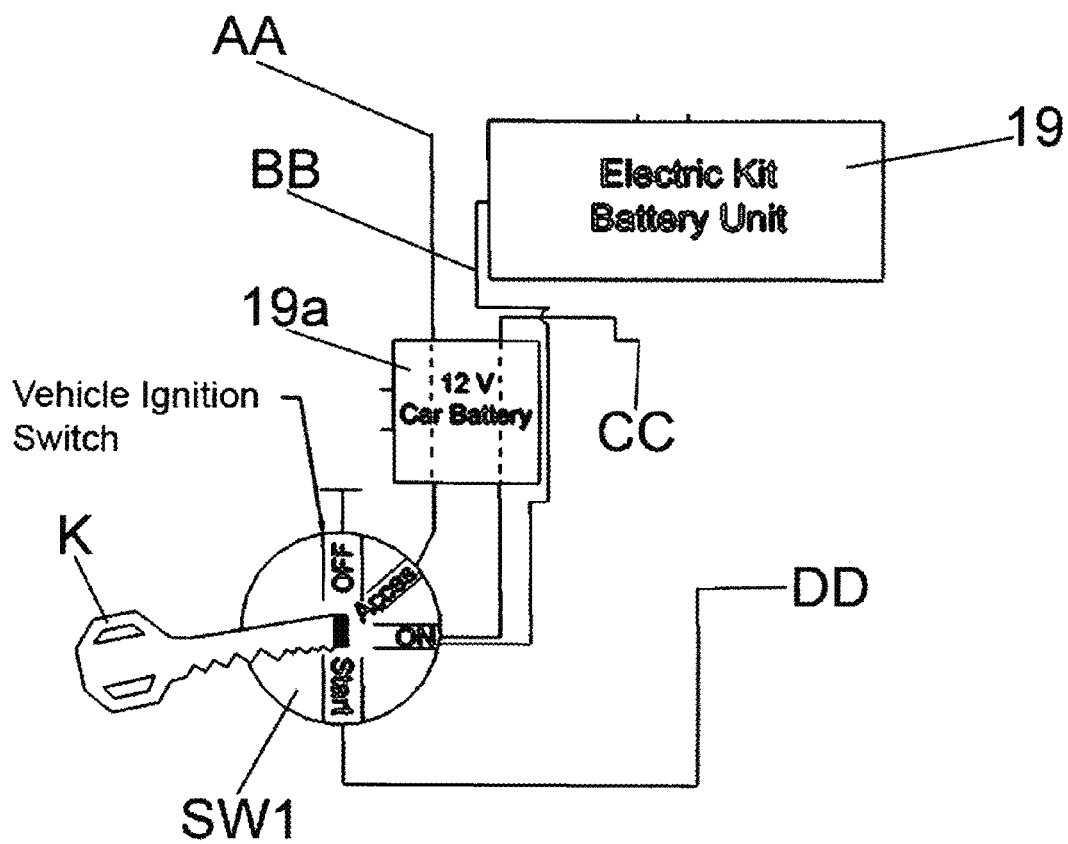 AA
19
Electric Kit
Battery Unit
BB
19a
12 V
Car Battery
Vehicle Ignition
Switch
CC
K
OFF
Acces
ON
Start
DD
SW1